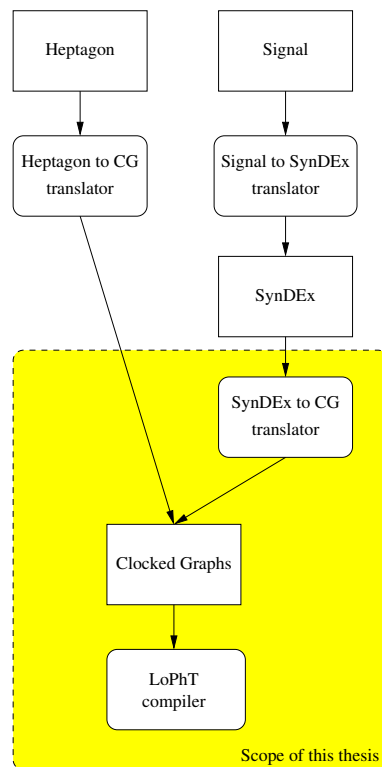 Heptagon
Signal
Heptagon to CG
translator
Signal to SynDEx
translator
SynDEx
SynDEx to CG
translator
Clocked Graphs
LoPhT
compiler
Scope of this thesis